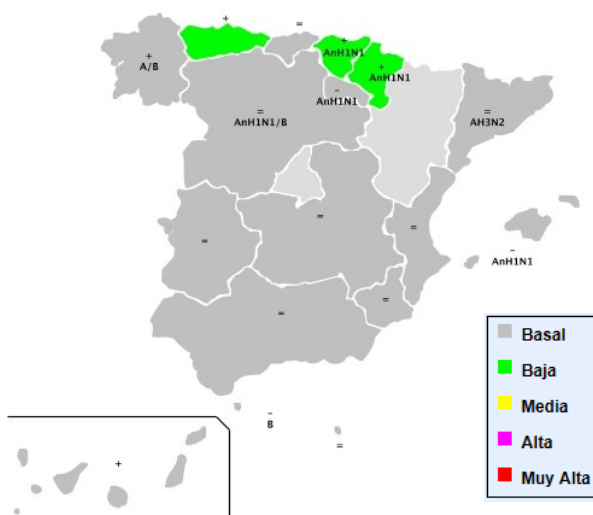 +
=
+
A/B
+
AnH1N1
+
AnH1N1
–
AnH1N1
=
AnH1N1/B
=
AH3N2
=
=
=
–
AnH1N1
=
=
–
B
=
+
Basal
Baja
Media
Alta
Muy Alta